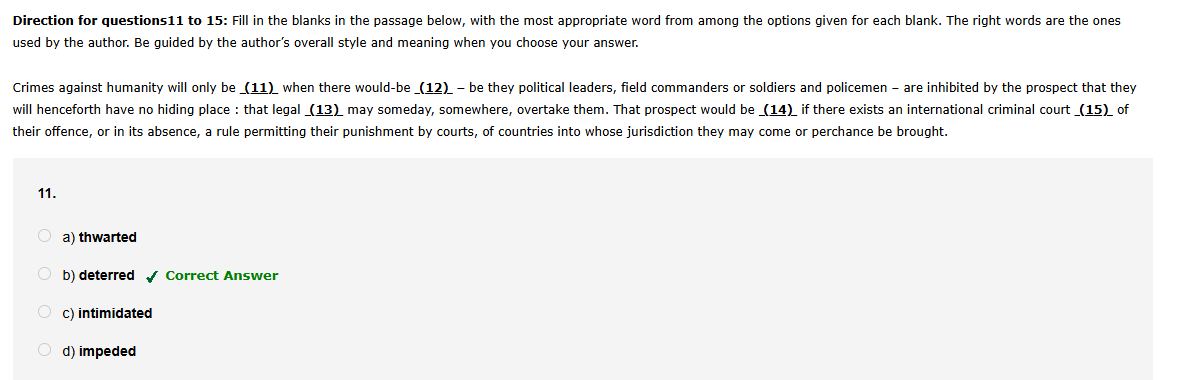 Direction for questions11 to 15: Fill in the blanks in the passage below, with the most appropriate word from among the options given for each blank. The right words are the ones
used by the author. Be guided by the author's overall style and meaning when you choose your answer.
Crimes against humanity will only be (11) when there would-be (12) – be they political leaders, field commanders or soldiers and policemen – are inhibited by the prospect that they
will henceforth have no hiding place : that legal (13) may someday, somewhere, overtake them. That prospect would be (14) if there exists an international criminal court (15) of
their offence, or in its absence, a rule permitting their punishment by courts, of countries into whose jurisdiction they may come or perchance be brought.
11.
a) thwarted
b) deterred ✓ Correct Answer
c) intimidated
d) impeded